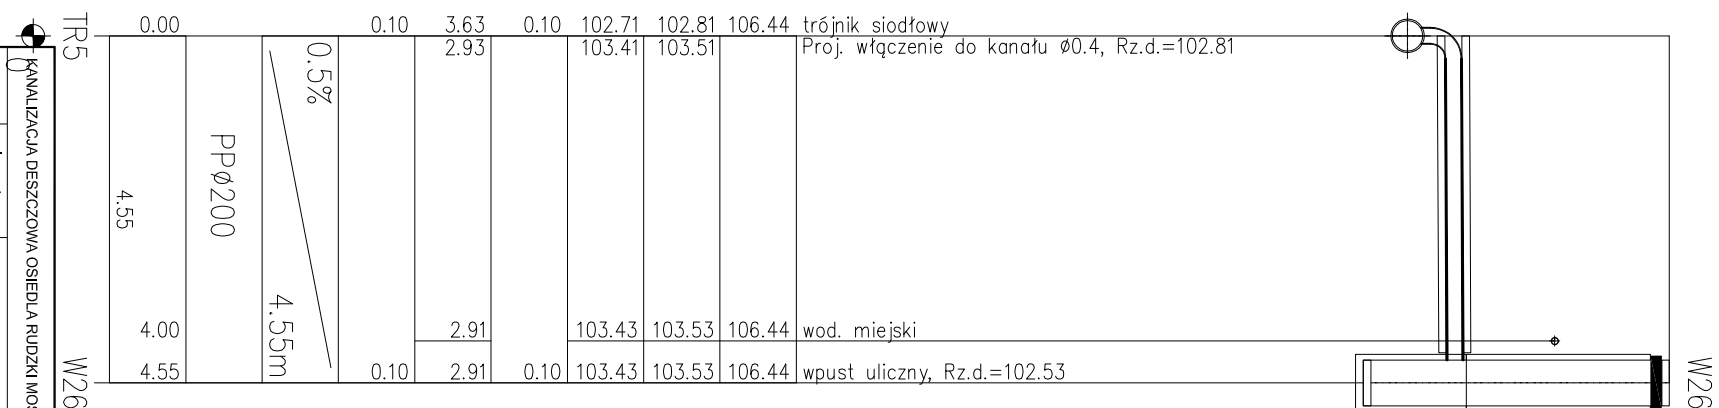 TR5
0.00 0.10 3.63 0.10 102.71 102.81 106.44 trójnik siodłowy
2.93 103.41 103.51 Proj. włączenie do kanału ø0.4, Rz.d.=102.81
0.5%
4.55m
PPø200
4.55
4.00 2.91 103.43 103.53 106.44 wod. miejski
4.55 0.10 2.91 0.10 103.43 103.53 106.44 wpust uliczny, Rz.d.=102.53
W26
W26
KANALIZACJA DESZCZOWA OSIEDLA RUDZKI MOS
0